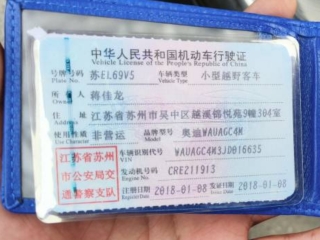 中华人民共和国机动车行驶证
Vehicle License of the People's Republic of China
号牌号码 苏EL69V5 车辆类型 小型越野客车
Plate No. Vehicle Type
所有人 蒋佳龙
Owner
住址 江苏省苏州市吴中区越溪锦悦苑9幢304室
Address
使用性质 非营运 品牌型号 奥迪WAUAGC4M
Use Character Model
江苏省苏州市公安局交通警察支队
车辆识别代号 WAUAGC4M3JD016635
VIN
发动机号码 CREZ11913
Engine No.
注册日期 2018-01-08 发证日期 2018-01-08